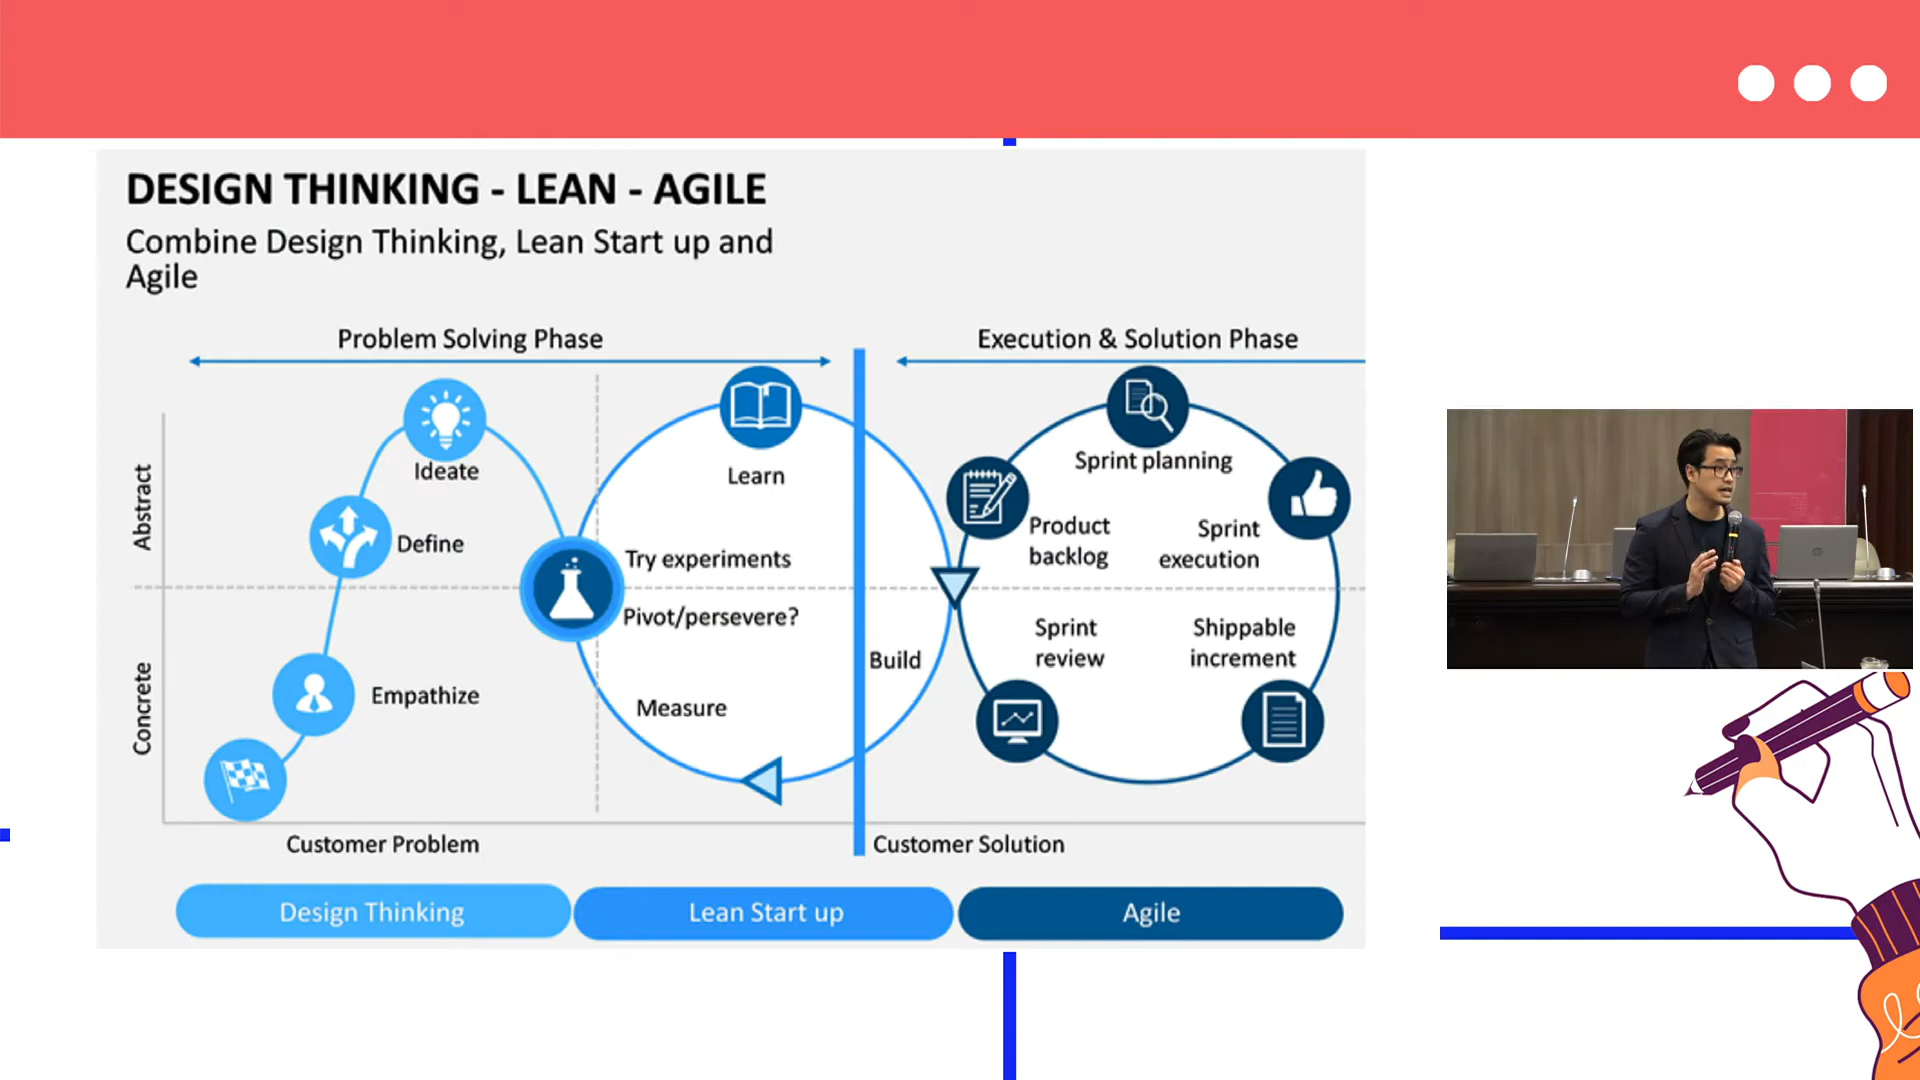 DESIGN THINKING - LEAN - AGILE
Combine Design Thinking, Lean Start up and
Agile
Problem Solving Phase
Execution & Solution Phase
Abstract
Concrete
Ideate
Define
Empathize
Learn
Try experiments
Pivot/persevere?
Measure
Build
Sprint planning
Product
backlog
Sprint
execution
Sprint
review
Shippable
increment
Customer Problem
Customer Solution
Design Thinking
Lean Start up
Agile